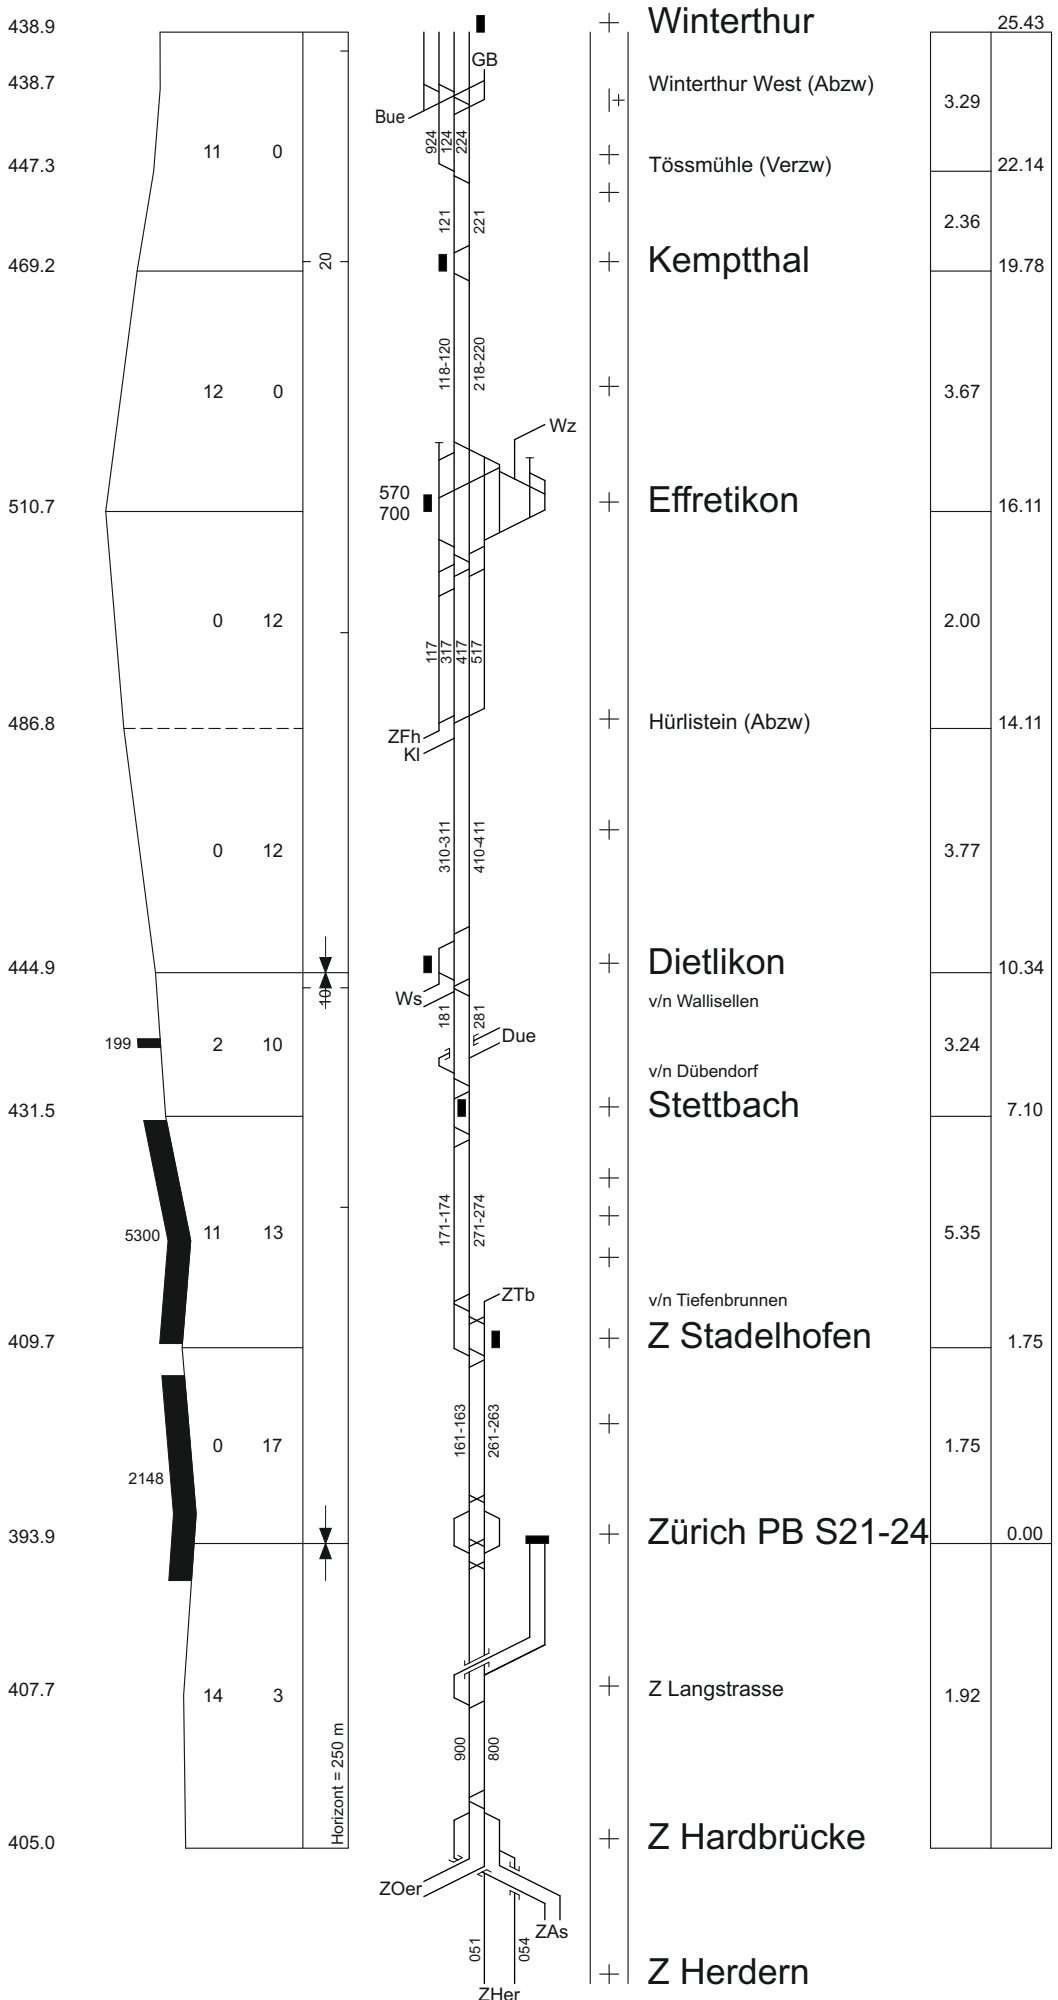 438.9 Winterthur 25.43
GB
438.7 Winterthur West (Abzw)
3.29
Bue
924 124 224
11 0
447.3 Tössmühle (Verzw) 22.14
121 221 2.36
469.2 20 Kemptthal 19.78
118-120 218-220
12 0 3.67
Wz
570
510.7 700 Effretikon 16.11
0 12 2.00
117 317 417 517
486.8 Hürlistein (Abzw) 14.11
ZFh
Kl
0 12 310-311 410-411 3.77
444.9 Dietlikon 10.34
10 Ws v/n Wallisellen
181 281
199 2 10 Due 3.24
v/n Dübendorf
431.5 Stettbach 7.10
5300 11 13 171-174 271-274 5.35
ZTb v/n Tiefenbrunnen
409.7 Z Stadelhofen 1.75
0 17 161-163 261-263 1.75
2148
393.9 Zürich PB S21-24 0.00
407.7 Z Langstrasse
14 3 1.92
Horizont = 250 m
900 800
405.0 Z Hardbrücke
ZOer
ZAs
051 054
Z Herdern
ZHer